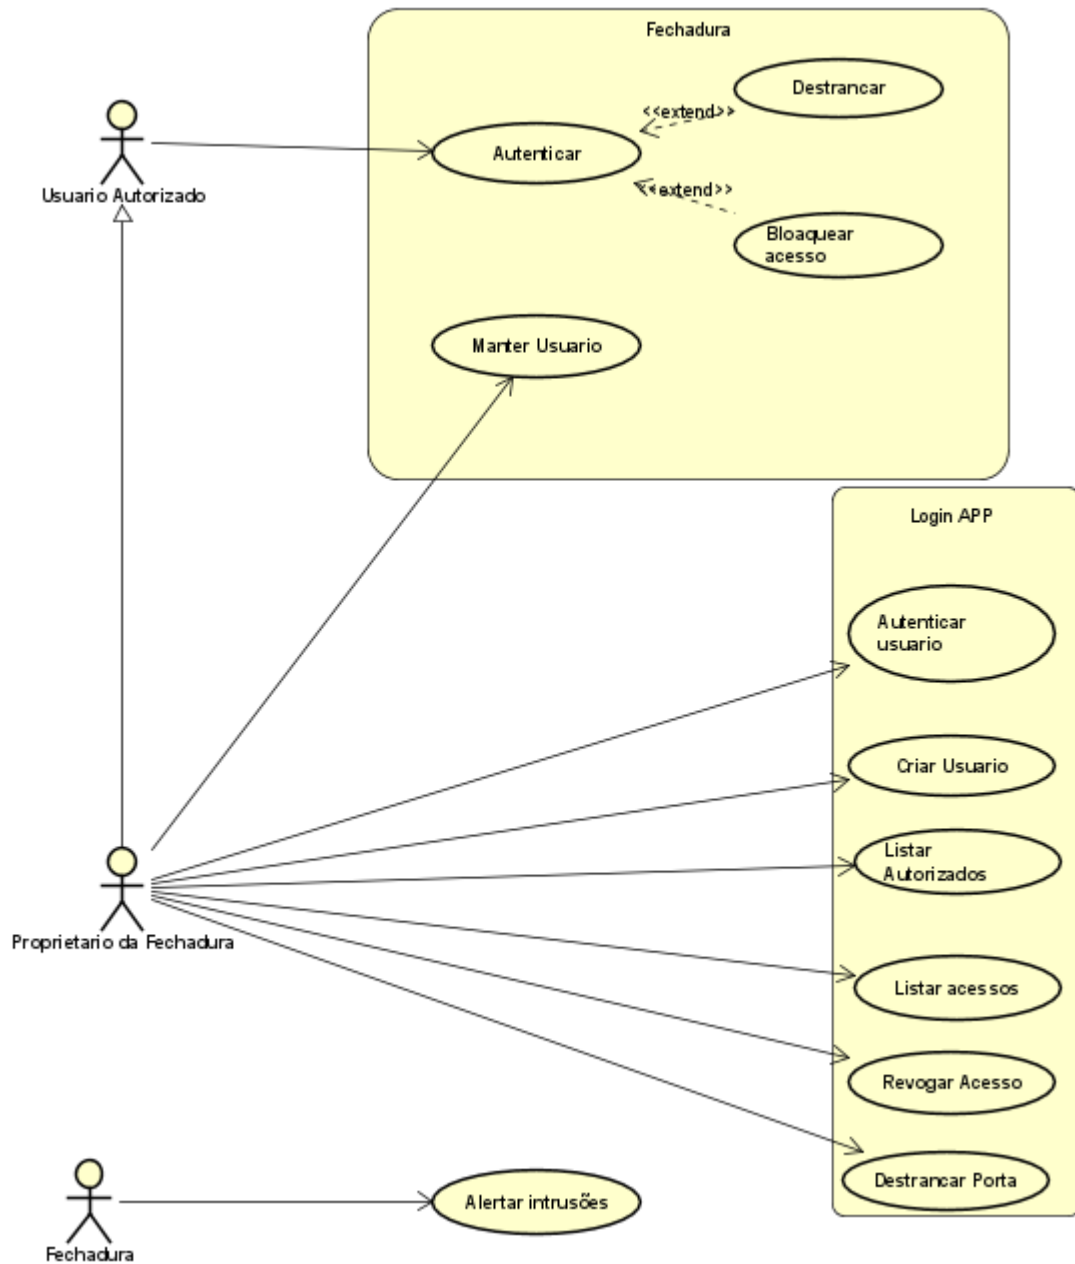 Fechadura
Destrancar
<<extend>>
Autenticar
Usuario Autorizado
<<extend>>
Bloaquear
acesso
Manter Usuario
Login APP
Autenticar
usuario
Criar Usuario
Listar
Autorizados
Proprietario da Fechadura
Listar acessos
Revogar Acesso
Destrancar Porta
Alertar intrusões
Fechadura